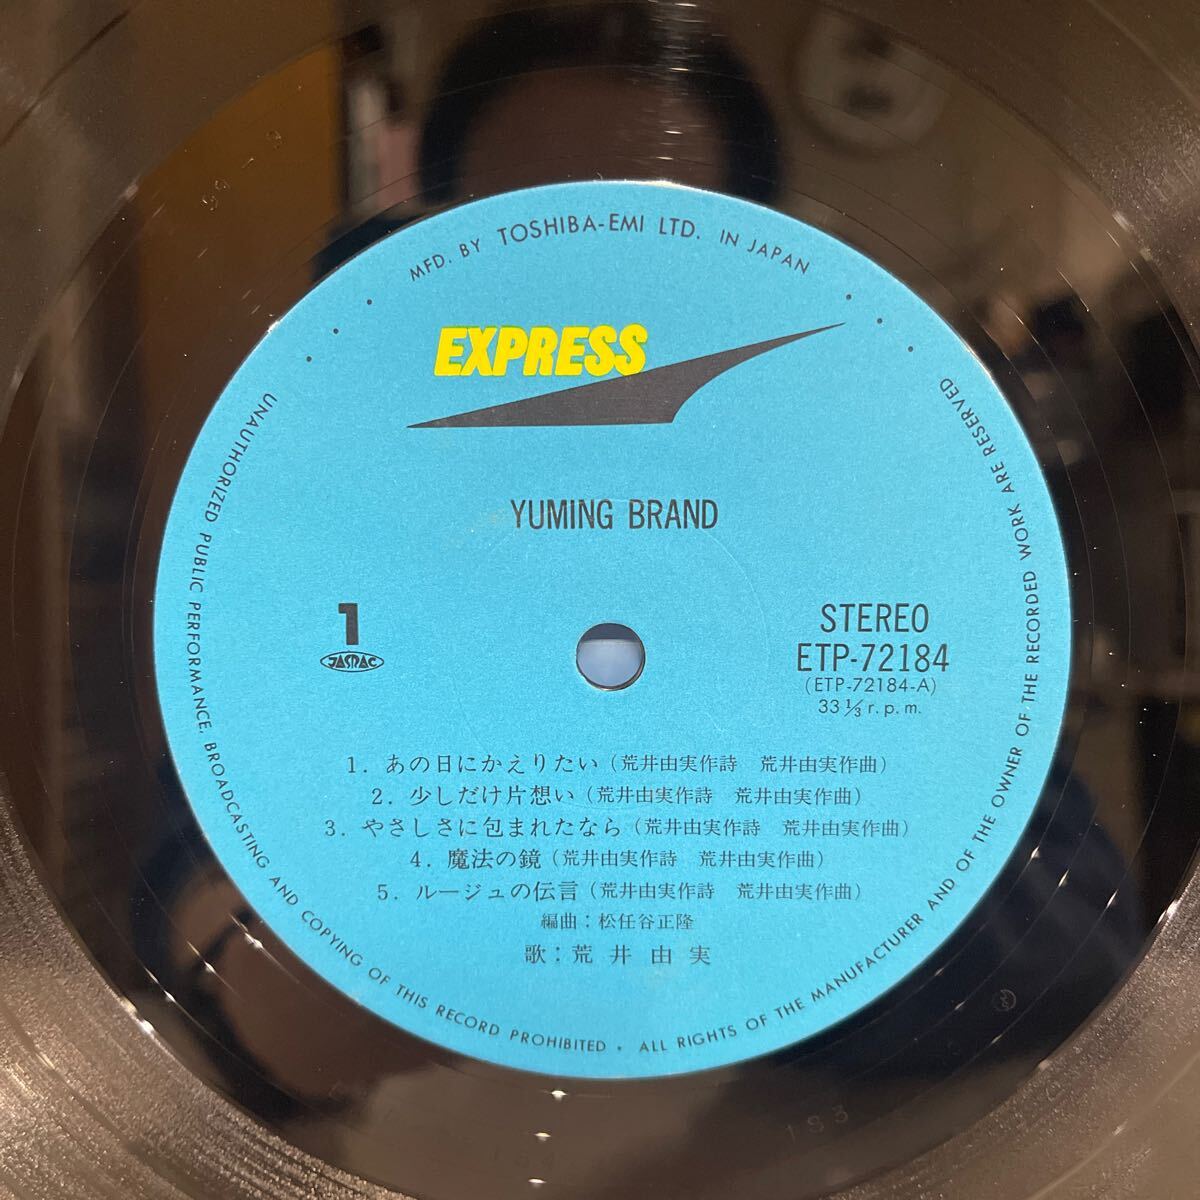 MFD. BY TOSHIBA-EMI LTD. IN JAPAN
EXPRESS
YUMING BRAND
1
JASRAC
STEREO
ETP-72184
(ETP-72184-A)
33⅓ r.p.m.
1. あの日にかえりたい(荒井由実作詩　荒井由実作曲)
2. 少しだけ片想い(荒井由実作詩　荒井由実作曲)
3. やさしさに包まれたなら(荒井由実作詩　荒井由実作曲)
4. 魔法の鏡(荒井由実作詩　荒井由実作曲)
5. ルージュの伝言(荒井由実作詩　荒井由実作曲)
編曲：松任谷正隆
歌：荒井由実
UNAUTHORIZED PUBLIC PERFORMANCE, BROADCASTING AND COPYING OF THIS RECORD PROHIBITED • ALL RIGHTS OF THE MANUFACTURER AND OF THE OWNER OF THE RECORDED WORK ARE RESERVED